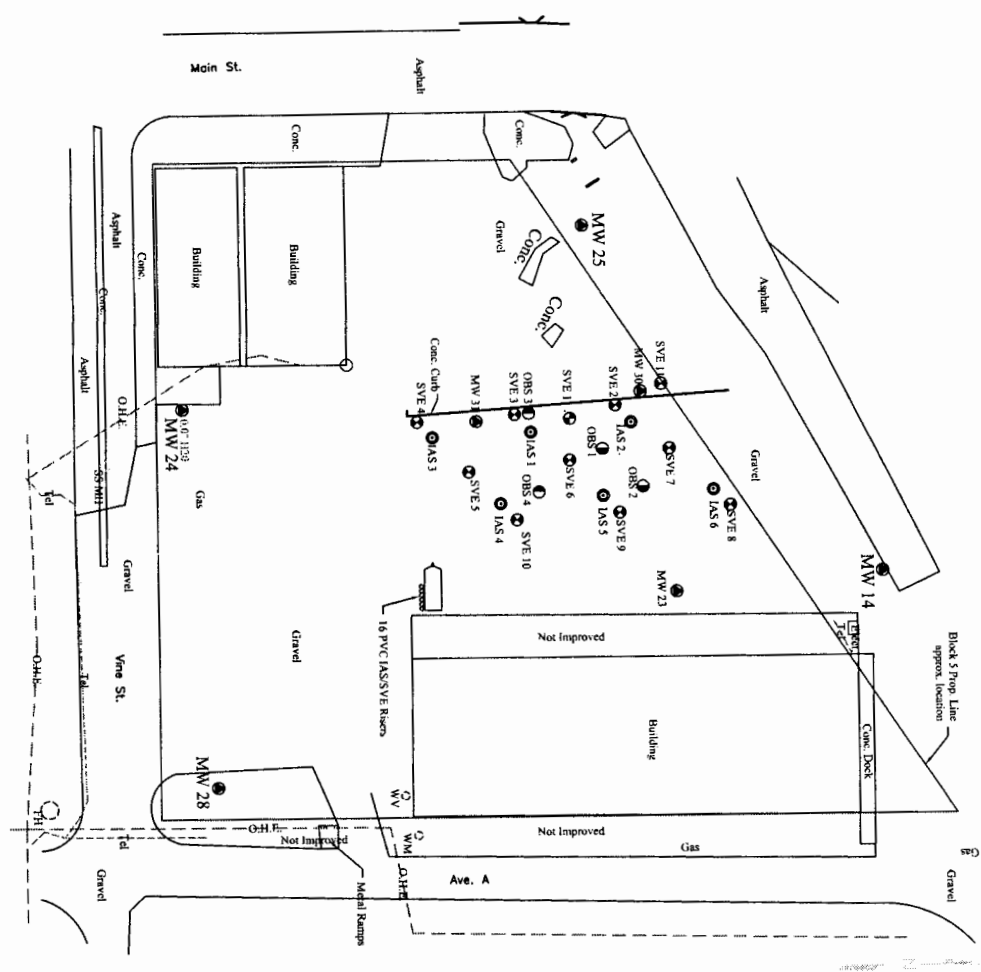 Main St.
Asphalt
Conc.
Conc.
Asphalt
Conc.
Conc.
Building
Building
Gravel
Conc.
MW 25
Conc.
Asphalt
Asphalt
O.H.E.
MW 24
Conc. Curb
SVE 4
MW 31
SVE 3
OBS 3
SVE 1
SVE 2
MW 30
SVE 11
IAS 3
IAS 1
OBS 1
IAS 2
SVE 7
Gravel
SVE 5
SVE 6
OBS 4
OBS 2
IAS 4
IAS 5
IAS 6
SVE 8
SVE 10
SVE 9
Tel
SS MH
Gas
Gravel
MW 23
MW 14
16 PVC IAS/SVE Risers
Gravel
Not Improved
Tel
Elect.
Block 5 Prop. Line
approx. location
O.H.E.
Tel
Vine St.
Building
Conc. Dock
MW 28
WV
FH
Tel
O.H.E.
Not Improved
WM
Not Improved
Gas
Gas
Gravel
Metal Ramps
O.H.E.
Ave. A
Gravel